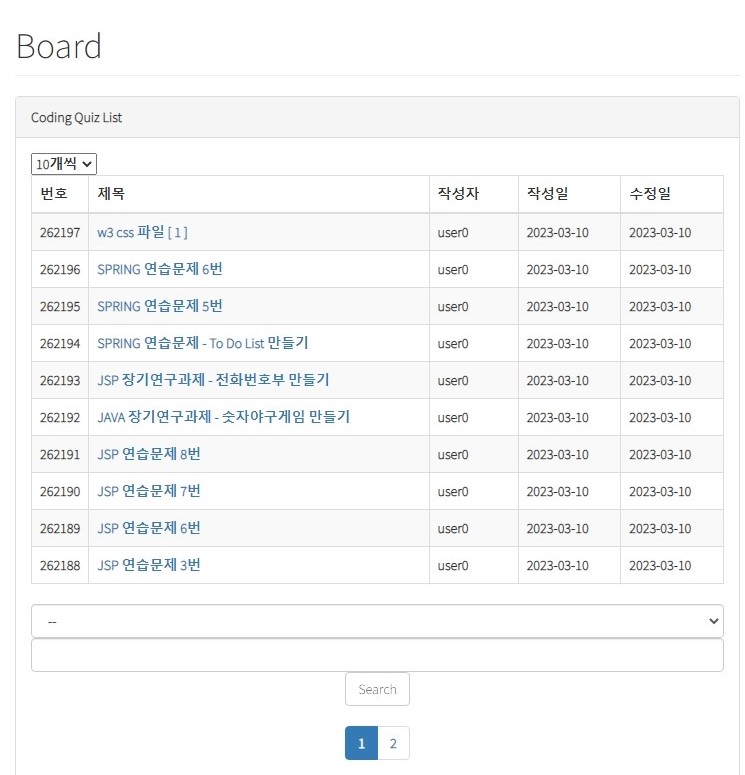 Board
Coding Quiz List
10개씩
번호 제목 작성자 작성일 수정일
262197 w3 css 파일 [ 1 ] user0 2023-03-10 2023-03-10
262196 SPRING 연습문제 6번 user0 2023-03-10 2023-03-10
262195 SPRING 연습문제 5번 user0 2023-03-10 2023-03-10
262194 SPRING 연습문제 - To Do List 만들기 user0 2023-03-10 2023-03-10
262193 JSP 장기연구과제 - 전화번호부 만들기 user0 2023-03-10 2023-03-10
262192 JAVA 장기연구과제 - 숫자야구게임 만들기 user0 2023-03-10 2023-03-10
262191 JSP 연습문제 8번 user0 2023-03-10 2023-03-10
262190 JSP 연습문제 7번 user0 2023-03-10 2023-03-10
262189 JSP 연습문제 6번 user0 2023-03-10 2023-03-10
262188 JSP 연습문제 3번 user0 2023-03-10 2023-03-10
--
Search
1 2